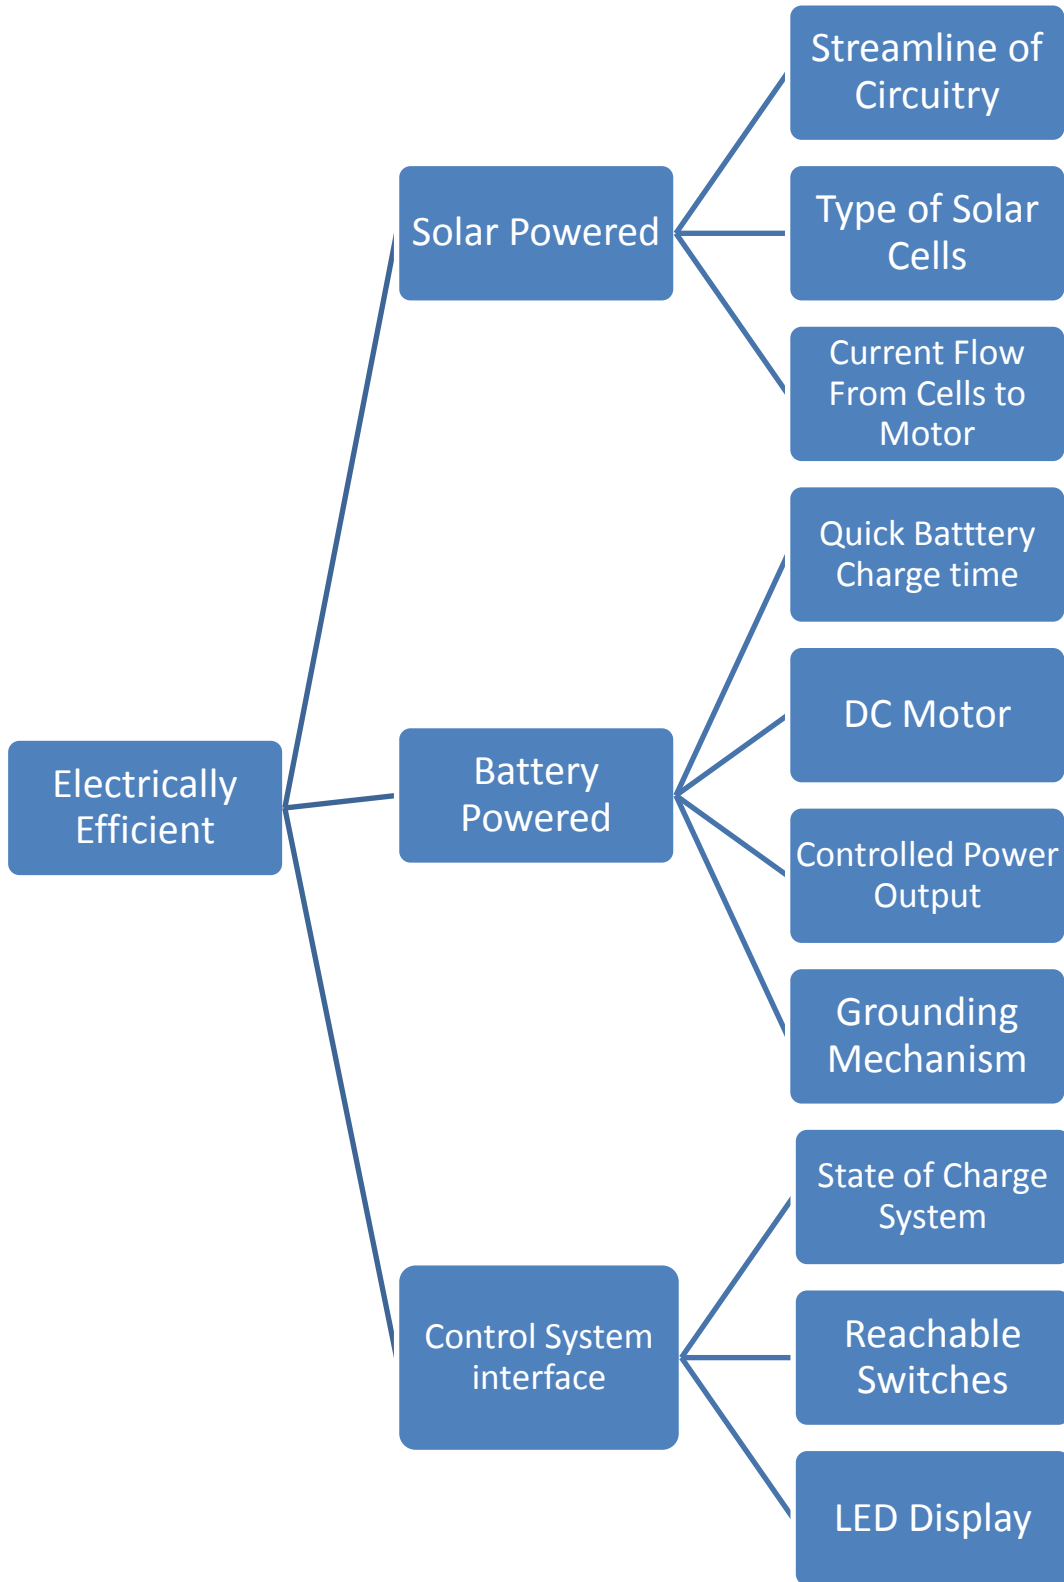 Streamline of
Circuitry
Solar Powered
Type of Solar
Cells
Current Flow
From Cells to
Motor
Quick Batttery
Charge time
DC Motor
Electrically
Efficient
Battery
Powered
Controlled Power
Output
Grounding
Mechanism
State of Charge
System
Control System
interface
Reachable
Switches
LED Display